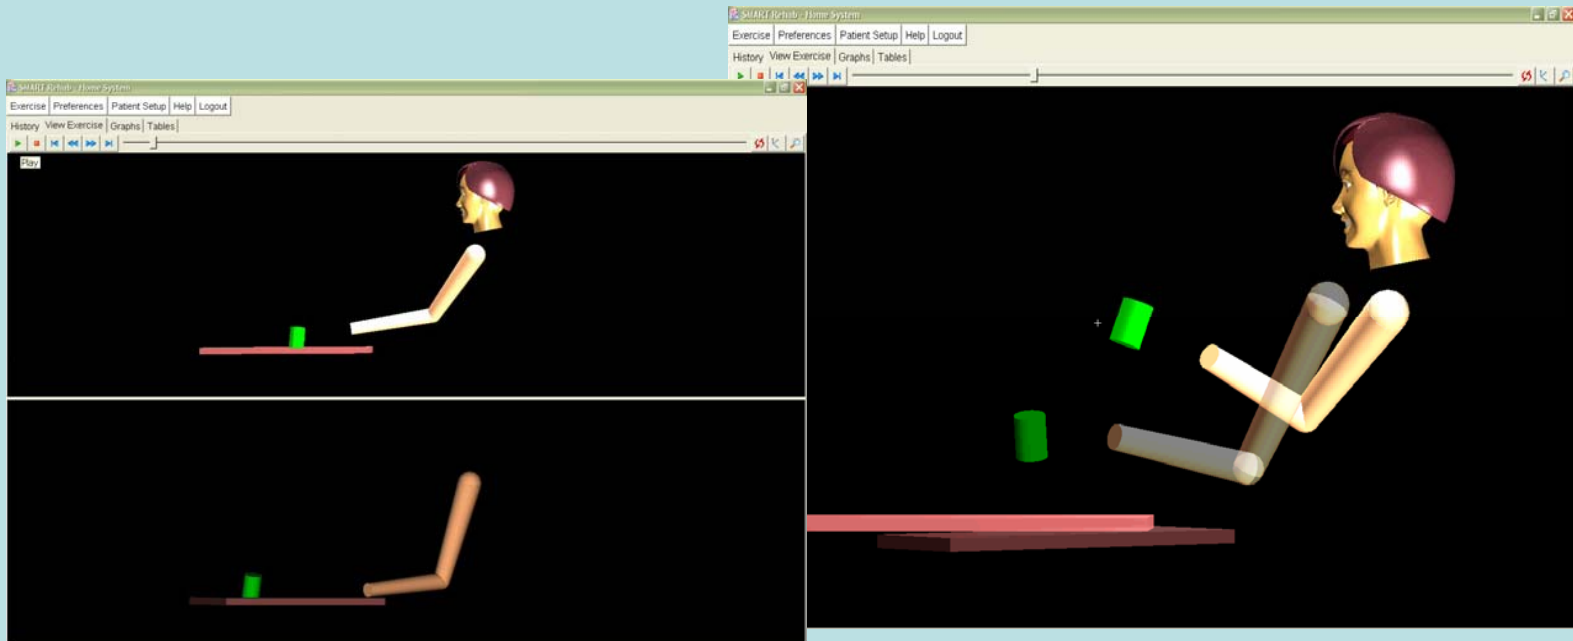 SMART Rehab - Home System
Exercise Preferences Patient Setup Help Logout
History View Exercise Graphs Tables
Play
SMART Rehab - Home System
Exercise Preferences Patient Setup Help Logout
History View Exercise Graphs Tables